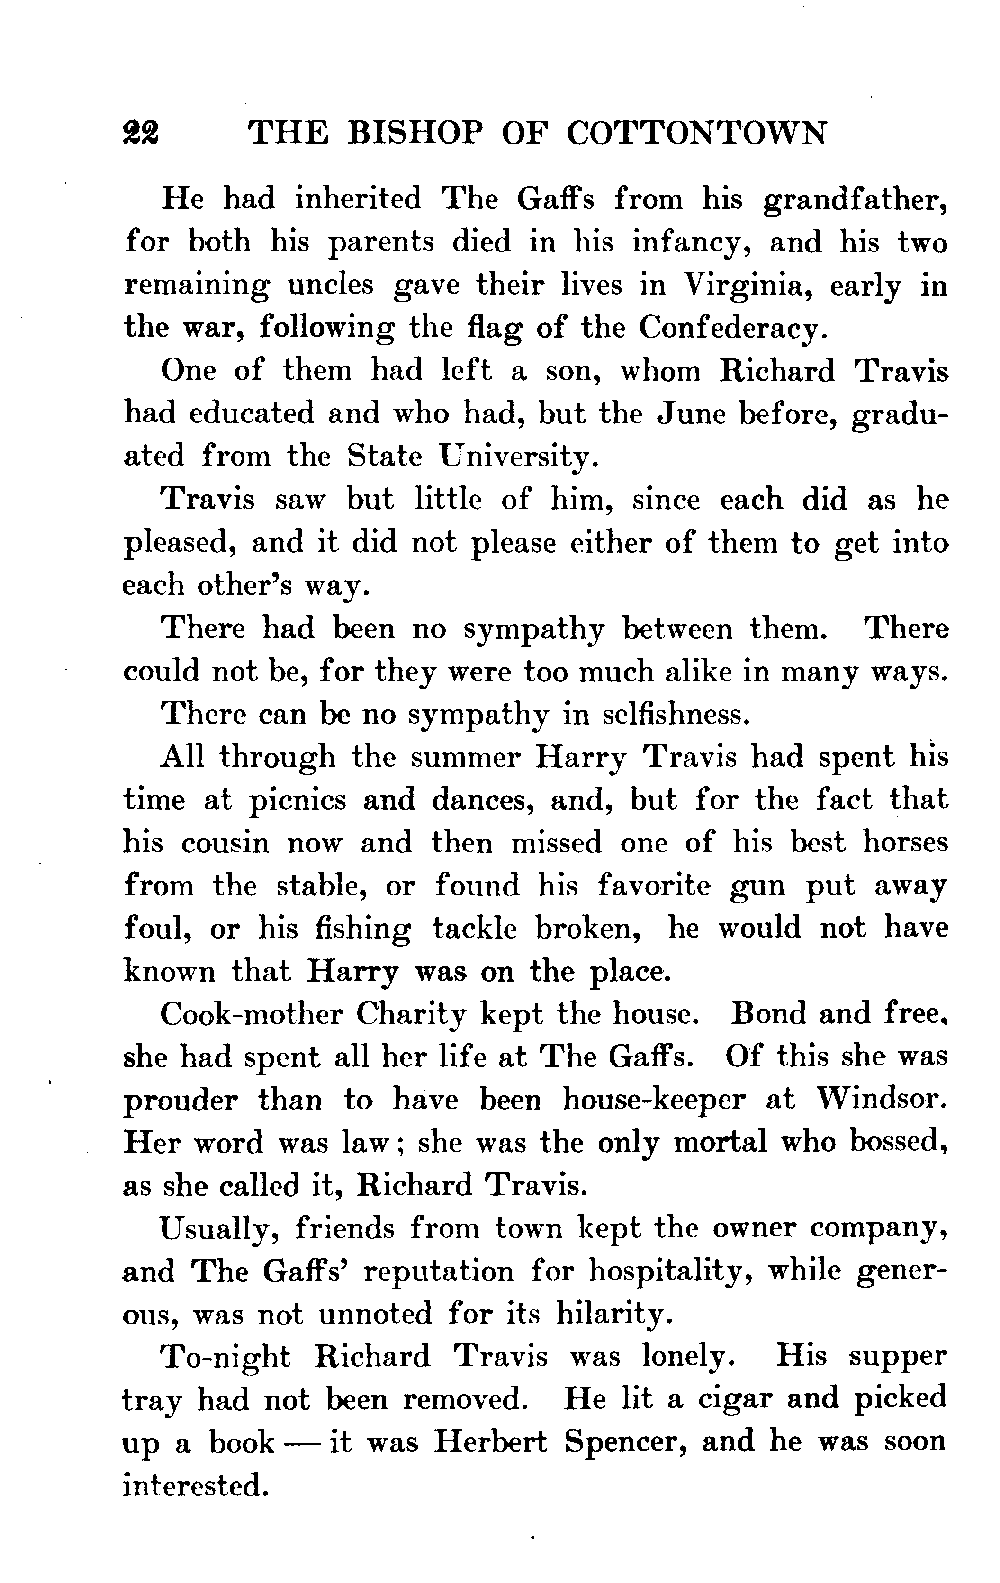 22 THE BISHOP OF COTTONTOWN
He had inherited The Gaffs from his grandfather,
for both his parents died in his infancy, and his two
remaining uncles gave their lives in Virginia, early in
the war, following the flag of the Confederacy.
One of them had left a son, whom Richard Travis
had educated and who had, but the June before, gradu-
ated from the State University.
Travis saw but little of him, since each did as he
pleased, and it did not please either of them to get into
each other's way.
There had been no sympathy between them. There
could not be, for they were too much alike in many ways.
There can be no sympathy in selfishness.
All through the summer Harry Travis had spent his
time at picnics and dances, and, but for the fact that
his cousin now and then missed one of his best horses
from the stable, or found his favorite gun put away
foul, or his fishing tackle broken, he would not have
known that Harry was on the place.
Cook-mother Charity kept the house. Bond and free,
she had spent all her life at The Gaffs. Of this she was
prouder than to have been house-keeper at Windsor.
Her word was law; she was the only mortal who bossed,
as she called it, Richard Travis.
Usually, friends from town kept the owner company,
and The Gaffs' reputation for hospitality, while gener-
ous, was not unnoted for its hilarity.
To-night Richard Travis was lonely. His supper
tray had not been removed. He lit a cigar and picked
up a book — it was Herbert Spencer, and he was soon
interested.